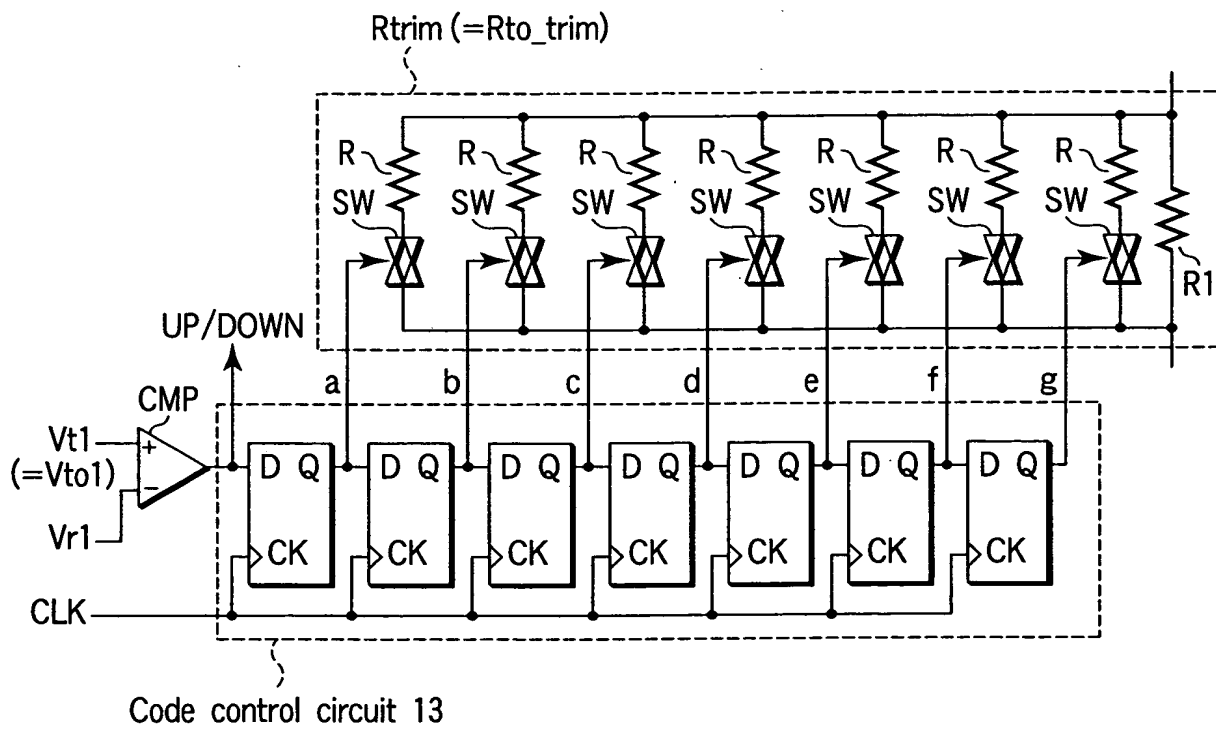 Rtrim (=Rto_trim)
R R R R R R R
SW SW SW SW SW SW SW
R1
UP/DOWN
a b c d e f g
CMP
Vt1
(=Vto1)
+
−
Vr1
D Q D Q D Q D Q D Q D Q D Q
CK CK CK CK CK CK CK
CLK
Code control circuit 13